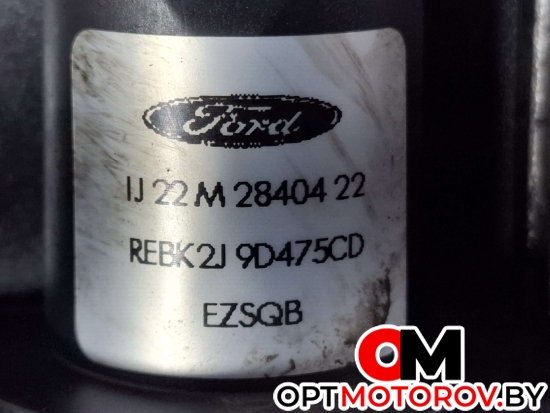 Ford
IJ 22 M 28404 22
REBK2J 9D475CD
EZSQB
OM
OPTMOTOROV.BY